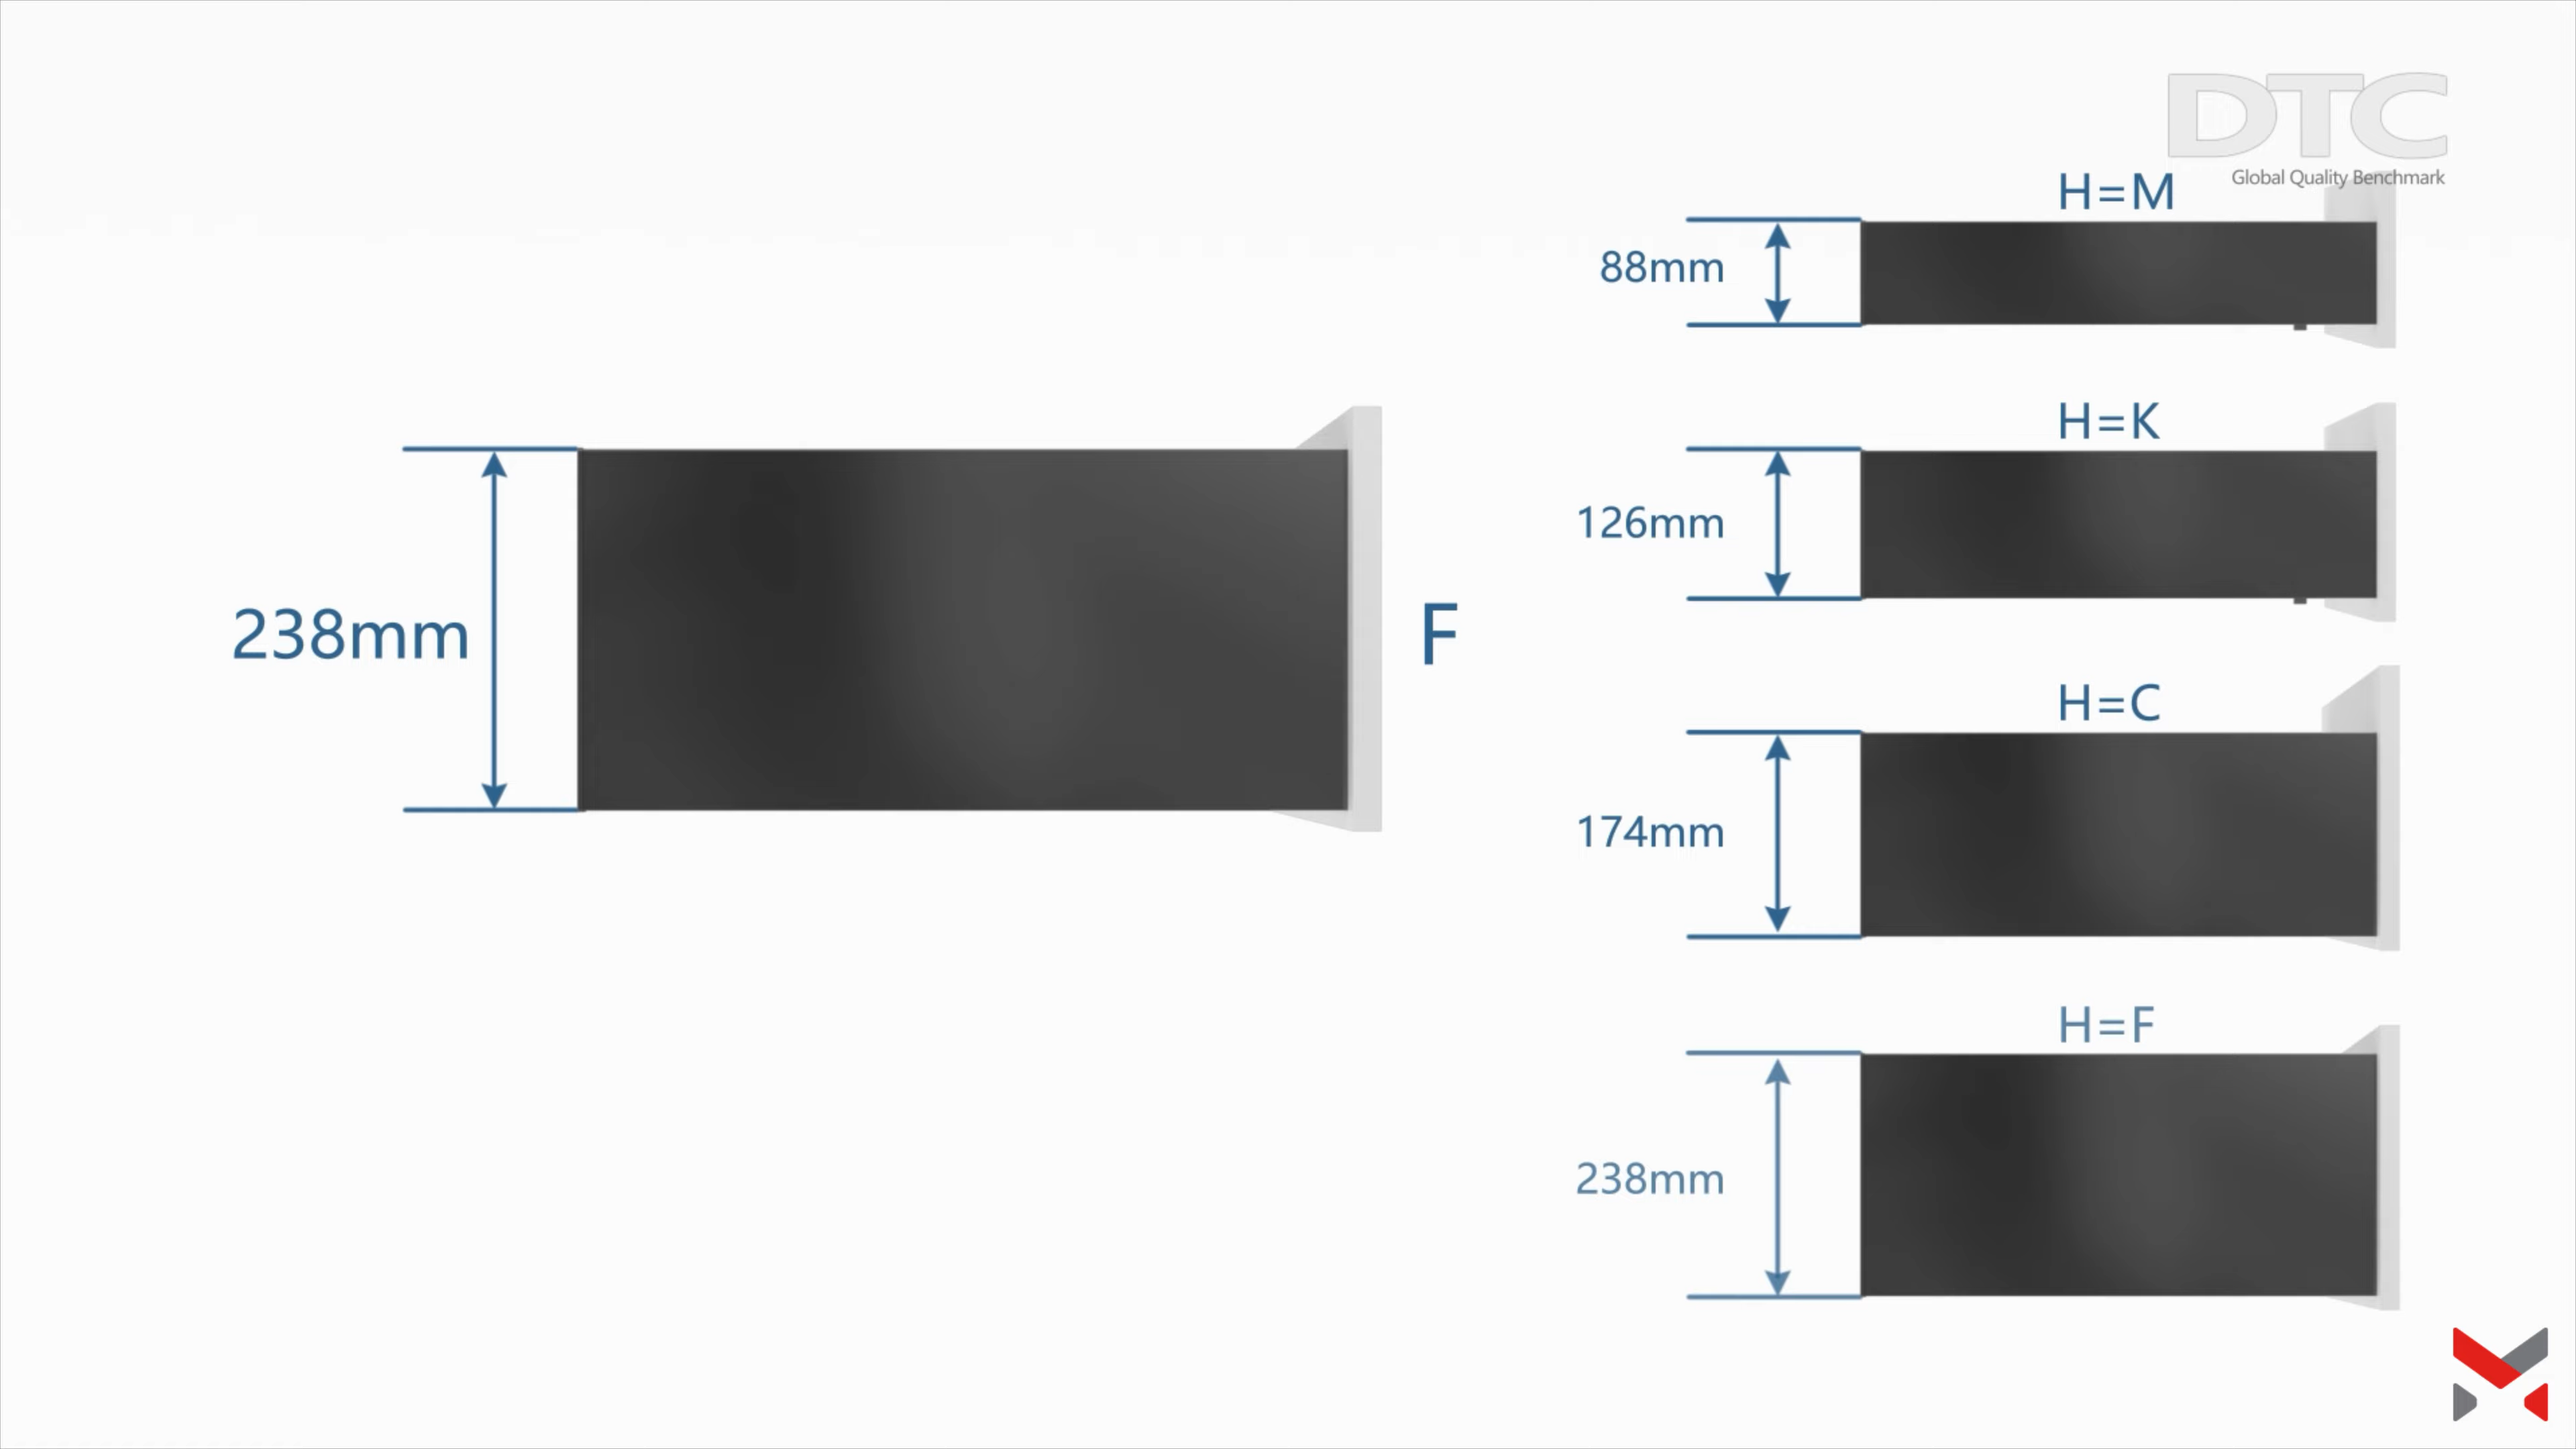 DTC
Global Quality Benchmark
H=M
88mm
H=K
126mm
238mm
F
H=C
174mm
H=F
238mm